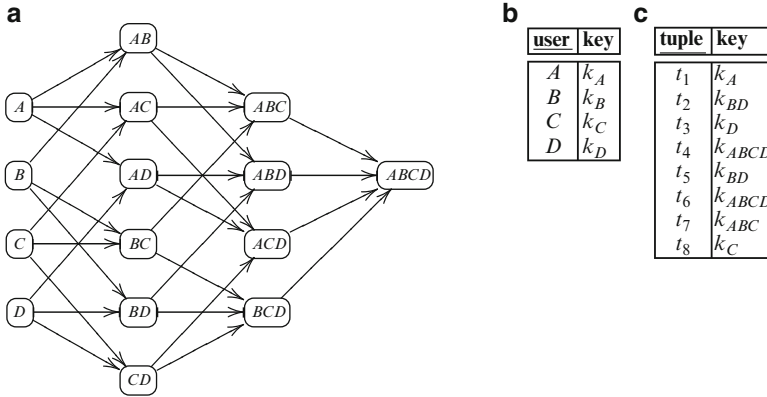 a
AB
A
AC
ABC
B
AD
ABD
ABCD
C
BC
ACD
D
BD
BCD
CD
b
user key
A k_A
B k_B
C k_C
D k_D
c
tuple key
t_1 k_A
t_2 k_BD
t_3 k_D
t_4 k_ABCD
t_5 k_BD
t_6 k_ABCD
t_7 k_ABC
t_8 k_C